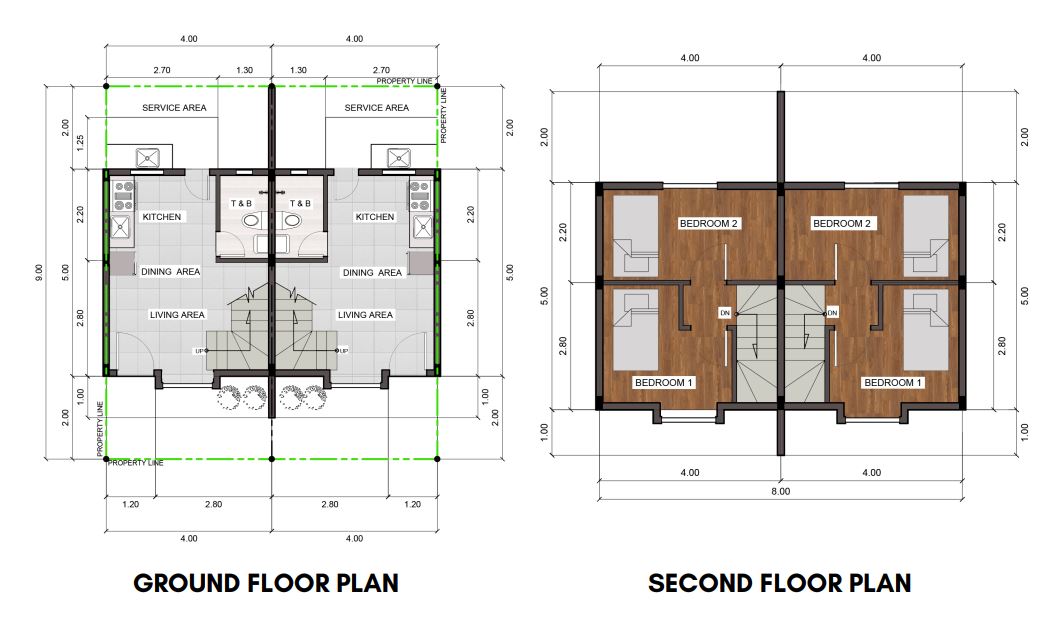 4.00 4.00
2.70 1.30 1.30 2.70
PROPERTY LINE
SERVICE AREA SERVICE AREA
PROPERTY LINE
2.00 1.25 2.00
T & B T & B
KITCHEN KITCHEN
2.20 2.20
9.00 5.00 5.00
DINING AREA DINING AREA
LIVING AREA LIVING AREA
2.80 2.80
UP UP
1.00 1.00
2.00 2.00
PROPERTY LINE
PROPERTY LINE
1.20 2.80 2.80 1.20
4.00 4.00
GROUND FLOOR PLAN
4.00 4.00
2.00 2.00
BEDROOM 2 BEDROOM 2
2.20 2.20
5.00 5.00
DN DN
2.80 2.80
BEDROOM 1 BEDROOM 1
1.00 1.00
4.00 4.00
8.00
SECOND FLOOR PLAN